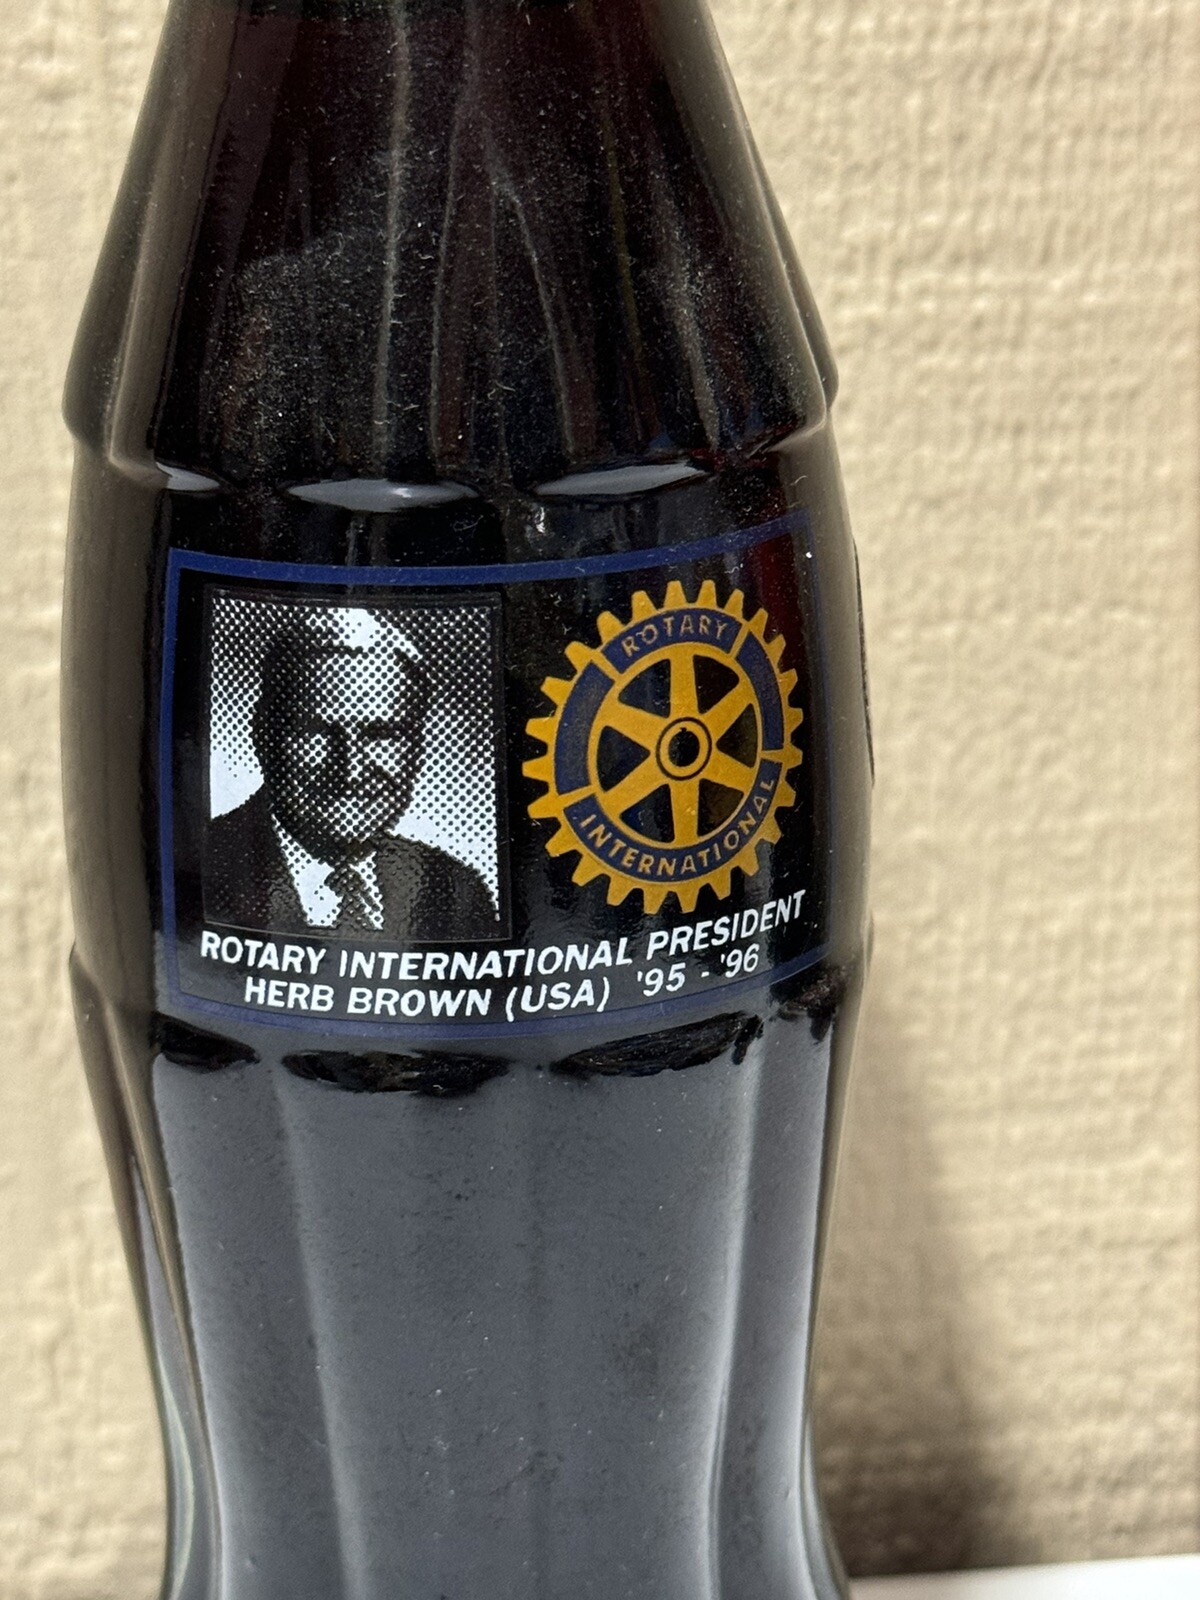 ROTARY
INTERNATIONAL
ROTARY INTERNATIONAL PRESIDENT
HERB BROWN (USA) '95 - '96